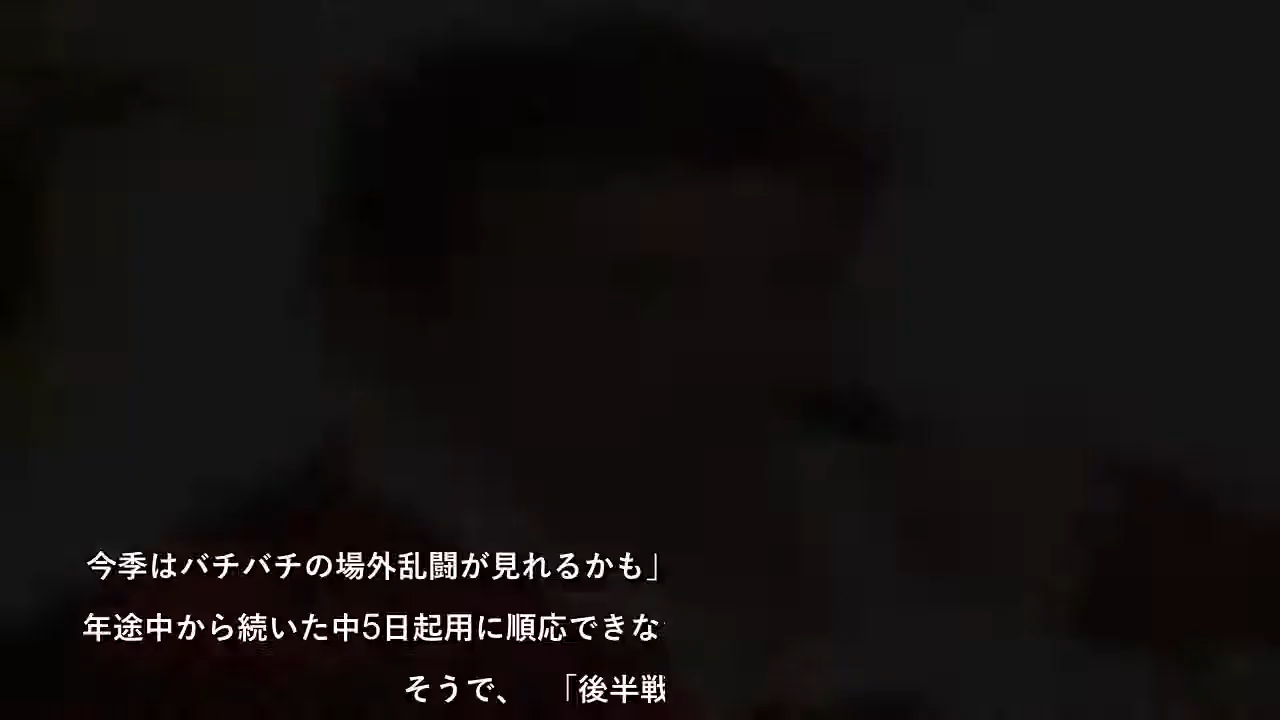 今季はバチバチの場外乱闘が見れるかも」
年途中から続いた中5日起用に順応できな
そうで、　「後半戦